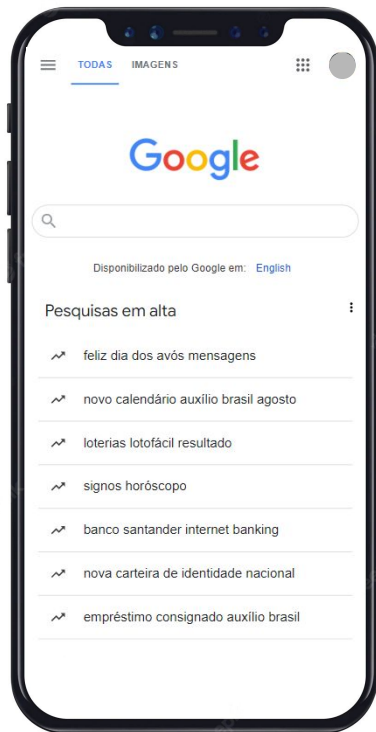 TODAS IMAGENS
Google
Disponibilizado pelo Google em: English
Pesquisas em alta
feliz dia dos avós mensagens
novo calendário auxílio brasil agosto
loterias lotofácil resultado
signos horóscopo
banco santander internet banking
nova carteira de identidade nacional
empréstimo consignado auxílio brasil